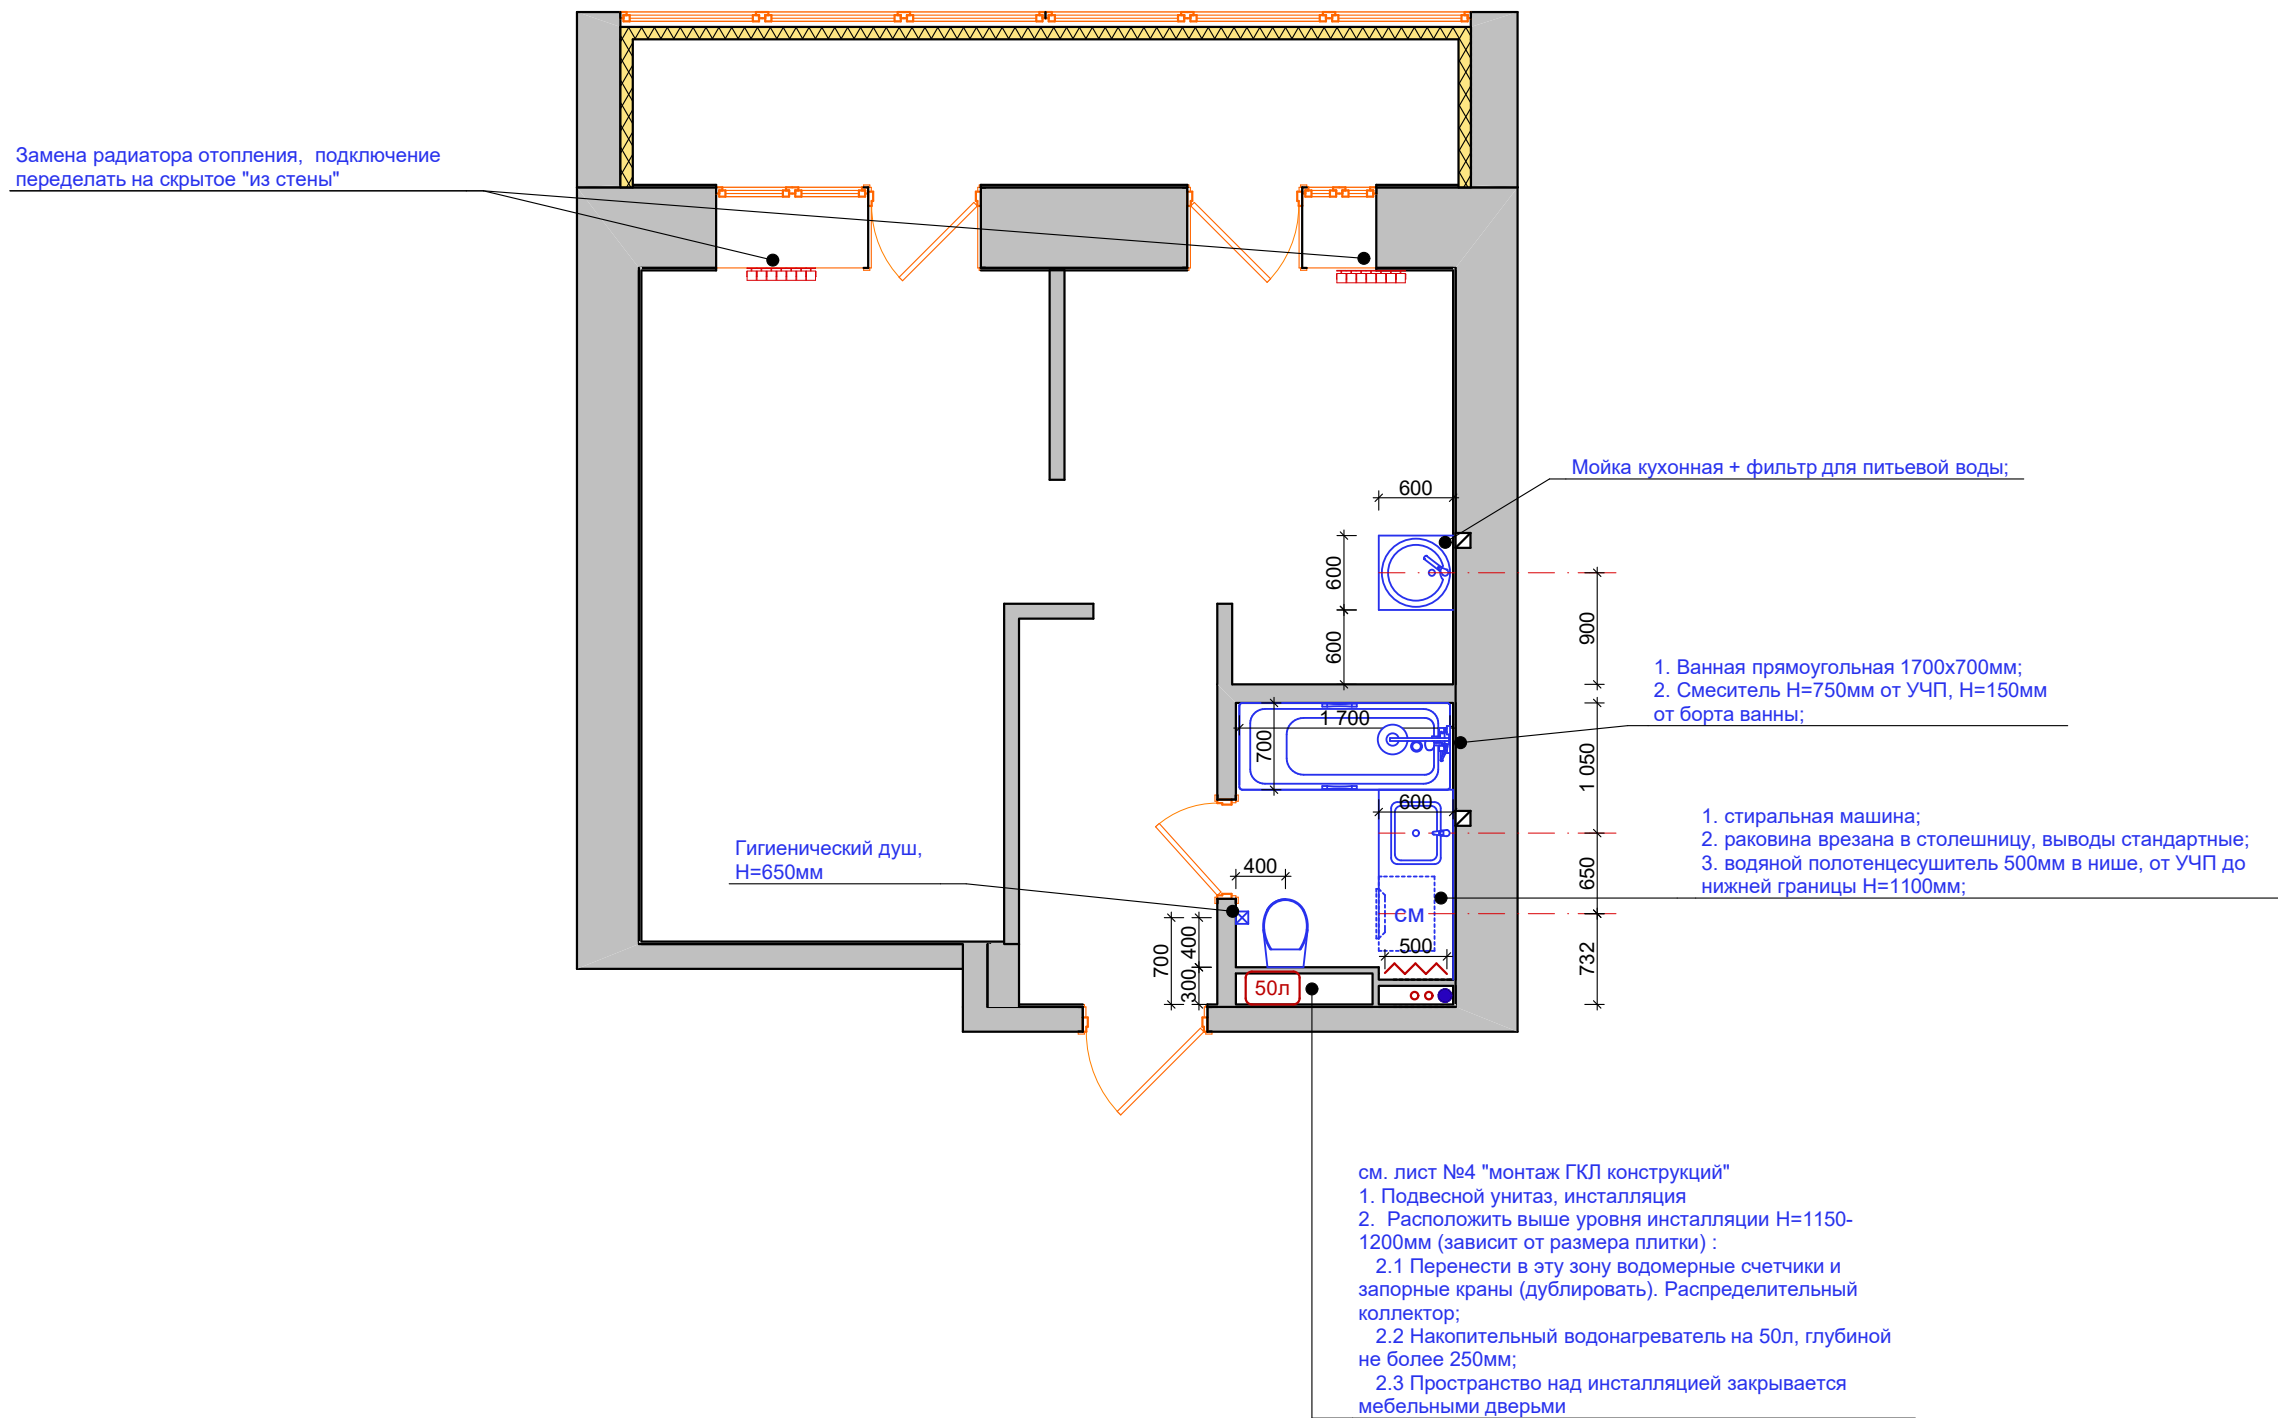 Замена радиатора отопления, подключение
переделать на скрытое "из стены"
Мойка кухонная + фильтр для питьевой воды;
600
600
600
900
1. Ванная прямоугольная 1700х700мм;
2. Смеситель Н=750мм от УЧП, Н=150мм
от борта ванны;
1 700
700
1 050
600
1. стиральная машина;
2. раковина врезана в столешницу, выводы стандартные;
3. водяной полотенцесушитель 500мм в нише, от УЧП до
нижней границы Н=1100мм;
Гигиенический душ,
Н=650мм
400
650
см
700
400
500
732
300
50л
см. лист №4 "монтаж ГКЛ конструкций"
1. Подвесной унитаз, инсталляция
2. Расположить выше уровня инсталляции Н=1150-
1200мм (зависит от размера плитки) :
2.1 Перенести в эту зону водомерные счетчики и
запорные краны (дублировать). Распределительный
коллектор;
2.2 Накопительный водонагреватель на 50л, глубиной
не более 250мм;
2.3 Пространство над инсталляцией закрывается
мебельными дверьми